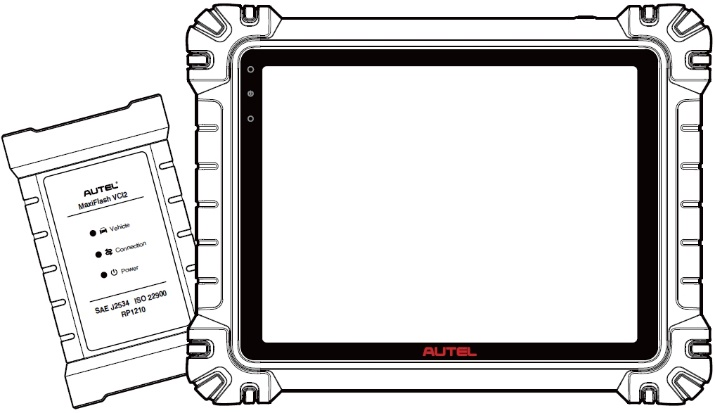 AUTEL®
MaxiFlash VCI2
Vehicle
Connection
Power
SAE J2534 ISO 22900
RP1210
AUTEL